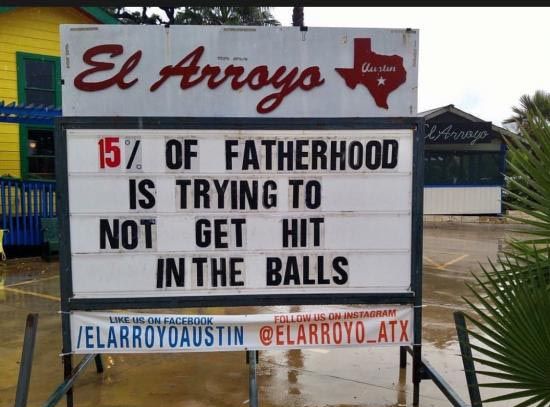 El Arroyo
Austin
15% OF FATHERHOOD
IS TRYING TO
NOT GET HIT
IN THE BALLS
LIKE US ON FACEBOOK
/ELARROYOAUSTIN
FOLLOW US ON INSTAGRAM
@ELARROYO_ATX
El Arroyo